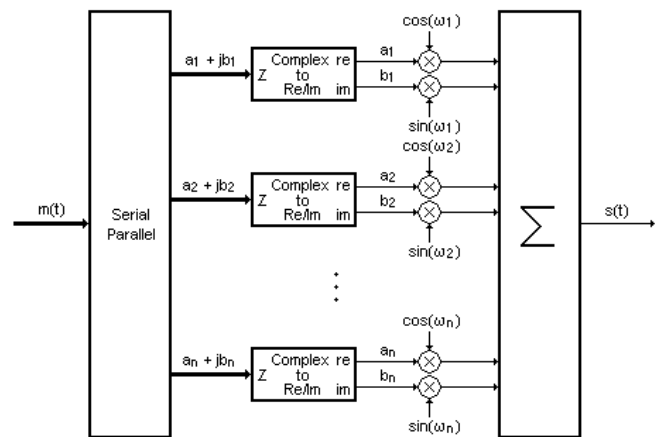 m(t)
Serial
Parallel
a1 + jb1
Z Complex re
to
Re/Im im
a1
b1
cos(ω1)
sin(ω1)
a2 + jb2
Z Complex re
to
Re/Im im
a2
b2
cos(ω2)
sin(ω2)
an + jbn
Z Complex re
to
Re/Im im
an
bn
cos(ωn)
sin(ωn)
∑
s(t)